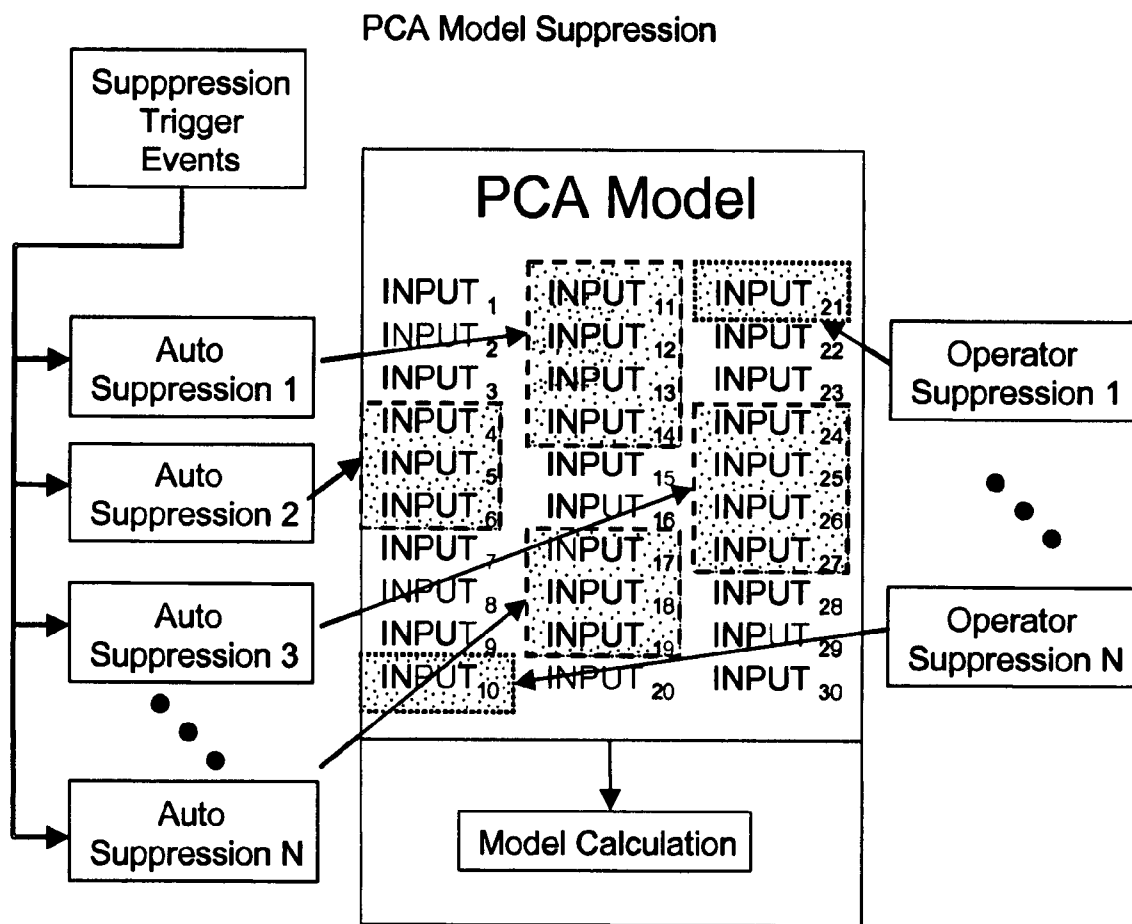 PCA Model Suppression
Supppression
Trigger
Events
PCA Model
INPUT 1
INPUT 2
INPUT 3
INPUT 4
INPUT 5
INPUT 6
INPUT 7
INPUT 8
INPUT 9
INPUT 10
INPUT 11
INPUT 12
INPUT 13
INPUT 14
INPUT 15
INPUT 16
INPUT 17
INPUT 18
INPUT 19
INPUT 20
INPUT 21
INPUT 22
INPUT 23
INPUT 24
INPUT 25
INPUT 26
INPUT 27
INPUT 28
INPUT 29
INPUT 30
Auto
Suppression 1
Auto
Suppression 2
Auto
Suppression 3
Auto
Suppression N
Operator
Suppression 1
Operator
Suppression N
Model Calculation